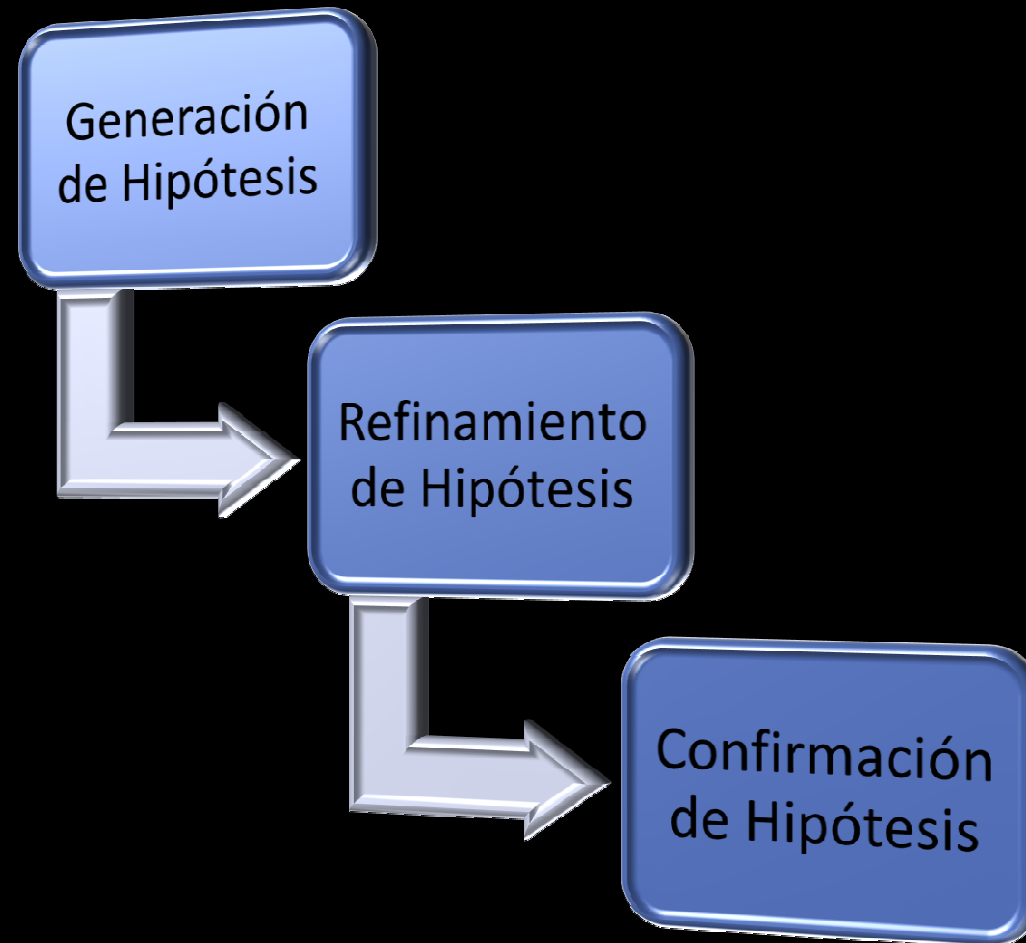 Generación
de Hipótesis
Refinamiento
de Hipótesis
Confirmación
de Hipótesis